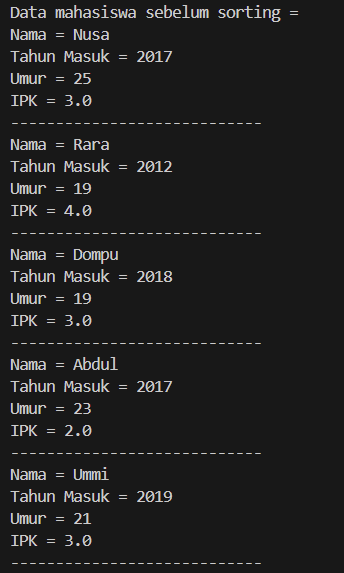 Data mahasiswa sebelum sorting =
Nama = Nusa
Tahun Masuk = 2017
Umur = 25
IPK = 3.0
----------------------------
Nama = Rara
Tahun Masuk = 2012
Umur = 19
IPK = 4.0
----------------------------
Nama = Dompu
Tahun Masuk = 2018
Umur = 19
IPK = 3.0
----------------------------
Nama = Abdul
Tahun Masuk = 2017
Umur = 23
IPK = 2.0
----------------------------
Nama = Ummi
Tahun Masuk = 2019
Umur = 21
IPK = 3.0
----------------------------